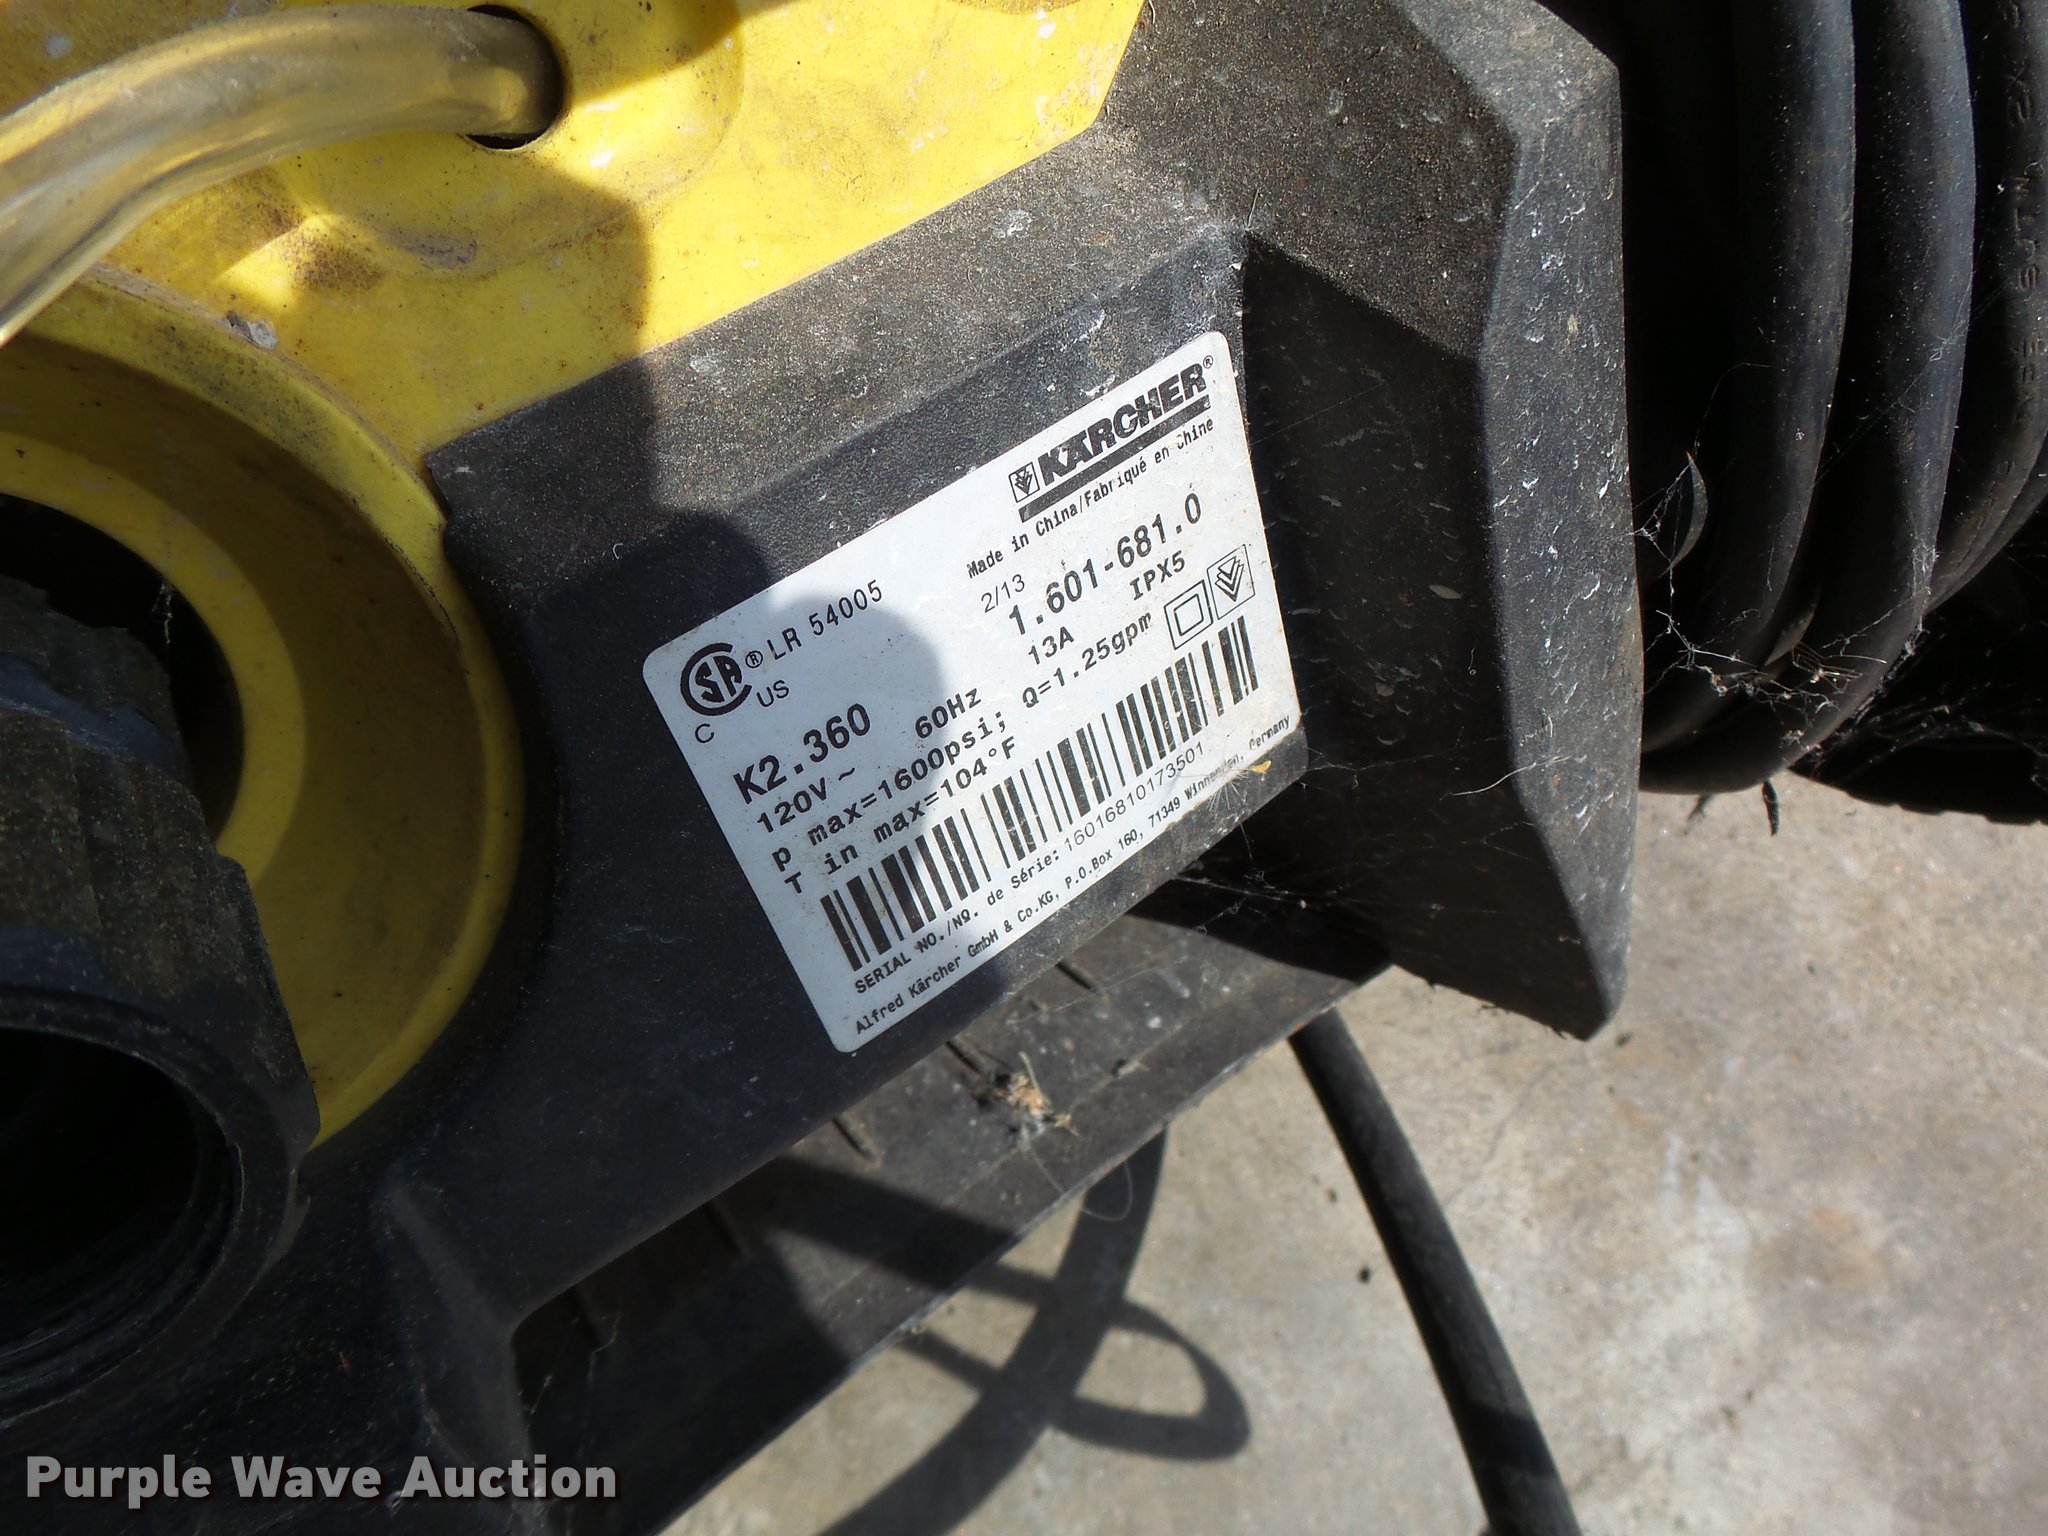 KÄRCHER®
Made in China/Fabriqué en Chine
CSA ® LR 54005
C US
2/13
K2.360 1.601-681.0
120V ~ 60Hz 13A IPX5
p max=1600psi; Q=1.25gpm
T in max=104°F
SERIAL NO./NO. de Série: 16016810173501
Alfred Kärcher GmbH & Co.KG, P.O.Box 160, 71349 Winnenden, Germany
Purple Wave Auction